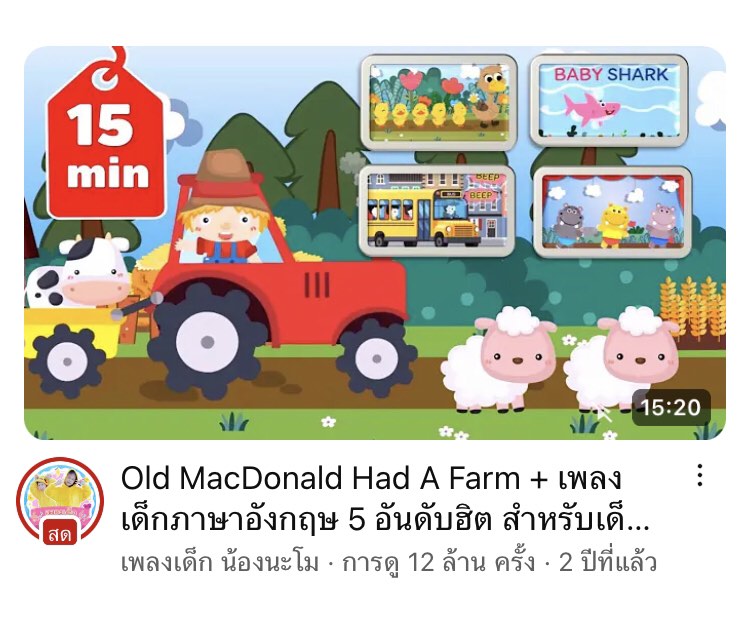 15
min
BABY SHARK
BEEP
BEEP
BUS
15:20
Old MacDonald Had A Farm + เพลง
เด็กภาษาอังกฤษ 5 อันดับฮิต สำหรับเด็...
สด
เพลงเด็ก น้องนะโม · การดู 12 ล้าน ครั้ง · 2 ปีที่แล้ว